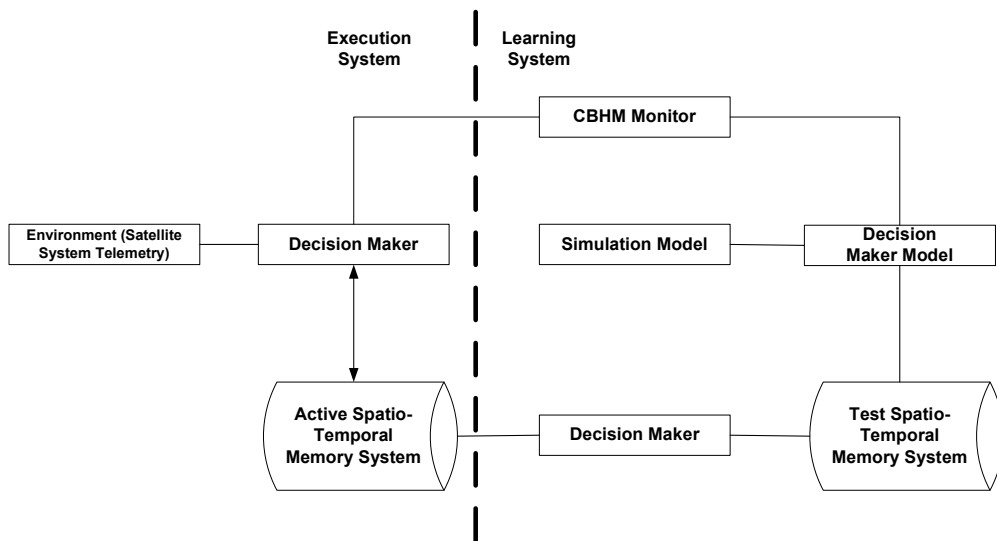 Execution
System
Learning
System
CBHM Monitor
Environment (Satellite
System Telemetry)
Decision Maker
Simulation Model
Decision
Maker Model
Active Spatio-
Temporal
Memory System
Decision Maker
Test Spatio-
Temporal
Memory System